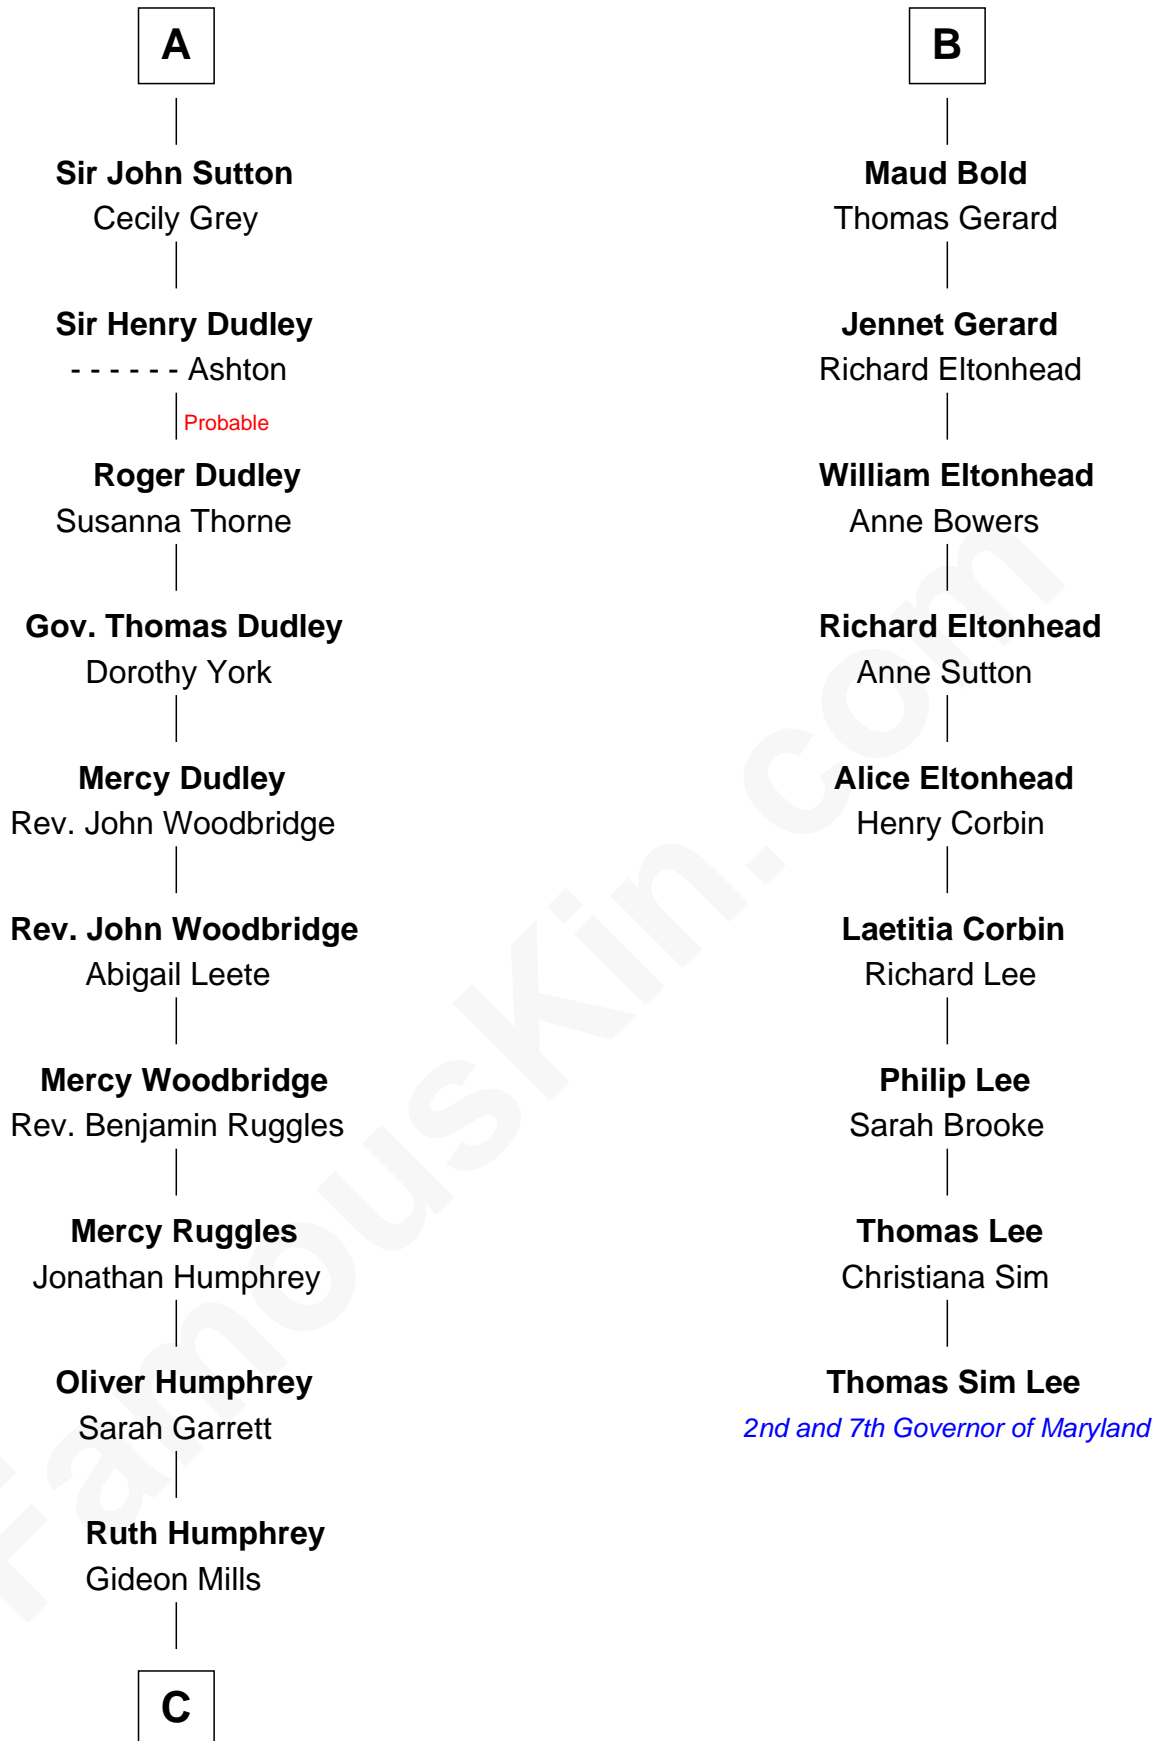 A
Sir John Sutton
Cecily Grey
Sir Henry Dudley
- - - - - - Ashton
Probable
Roger Dudley
Susanna Thorne
Gov. Thomas Dudley
Dorothy York
Mercy Dudley
Rev. John Woodbridge
Rev. John Woodbridge
Abigail Leete
Mercy Woodbridge
Rev. Benjamin Ruggles
Mercy Ruggles
Jonathan Humphrey
Oliver Humphrey
Sarah Garrett
Ruth Humphrey
Gideon Mills
C
B
Maud Bold
Thomas Gerard
Jennet Gerard
Richard Eltonhead
William Eltonhead
Anne Bowers
Richard Eltonhead
Anne Sutton
Alice Eltonhead
Henry Corbin
Laetitia Corbin
Richard Lee
Philip Lee
Sarah Brooke
Thomas Lee
Christiana Sim
Thomas Sim Lee
2nd and 7th Governor of Maryland
FamousKin.com